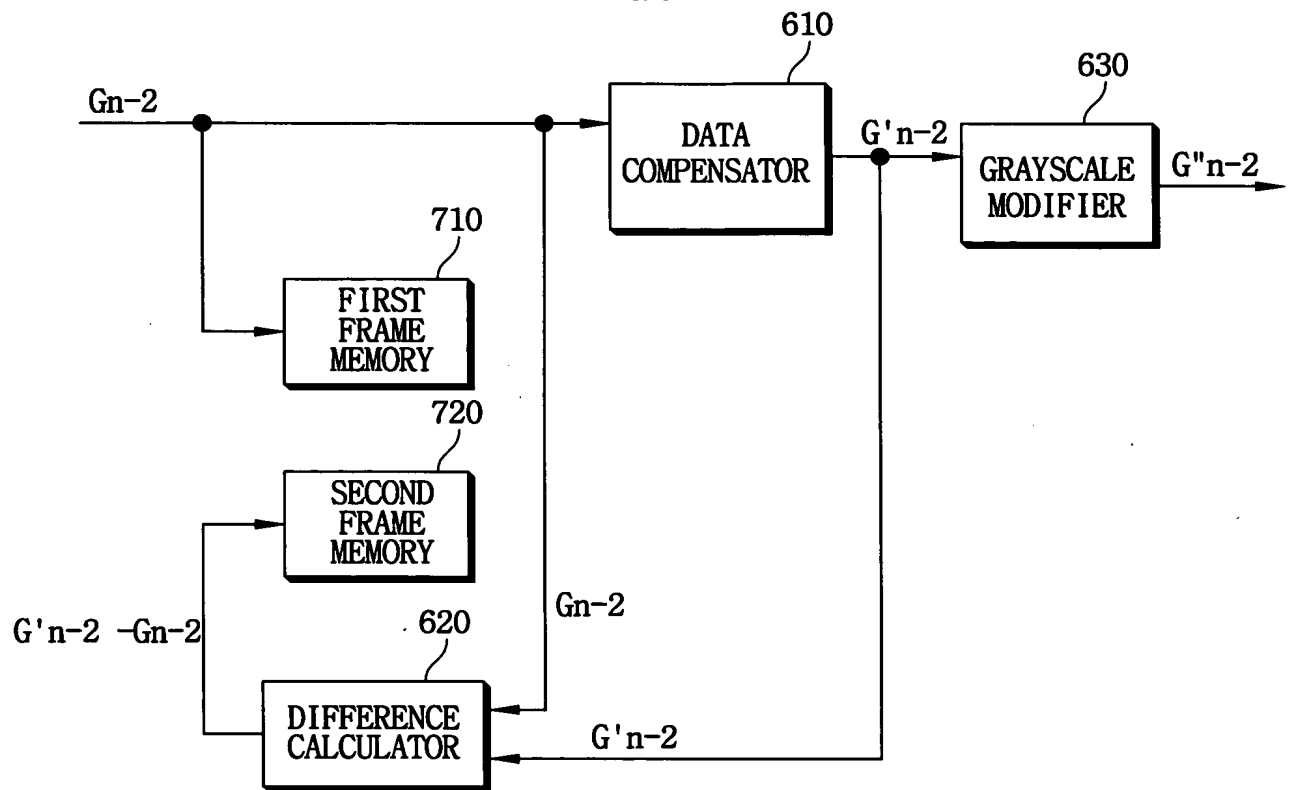 610
630
Gn-2
DATA
COMPENSATOR
G'n-2
GRAYSCALE
MODIFIER
G"n-2
710
FIRST
FRAME
MEMORY
720
SECOND
FRAME
MEMORY
G'n-2 -Gn-2
620
Gn-2
DIFFERENCE
CALCULATOR
G'n-2